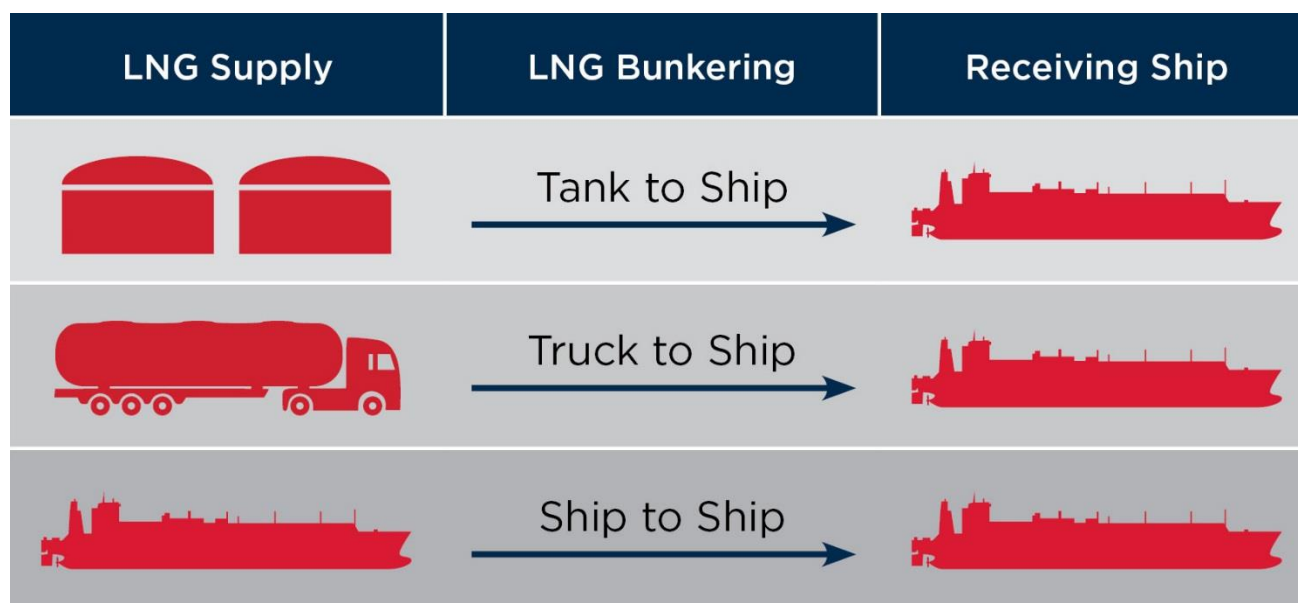 LNG Supply
LNG Bunkering
Receiving Ship
Tank to Ship
Truck to Ship
Ship to Ship